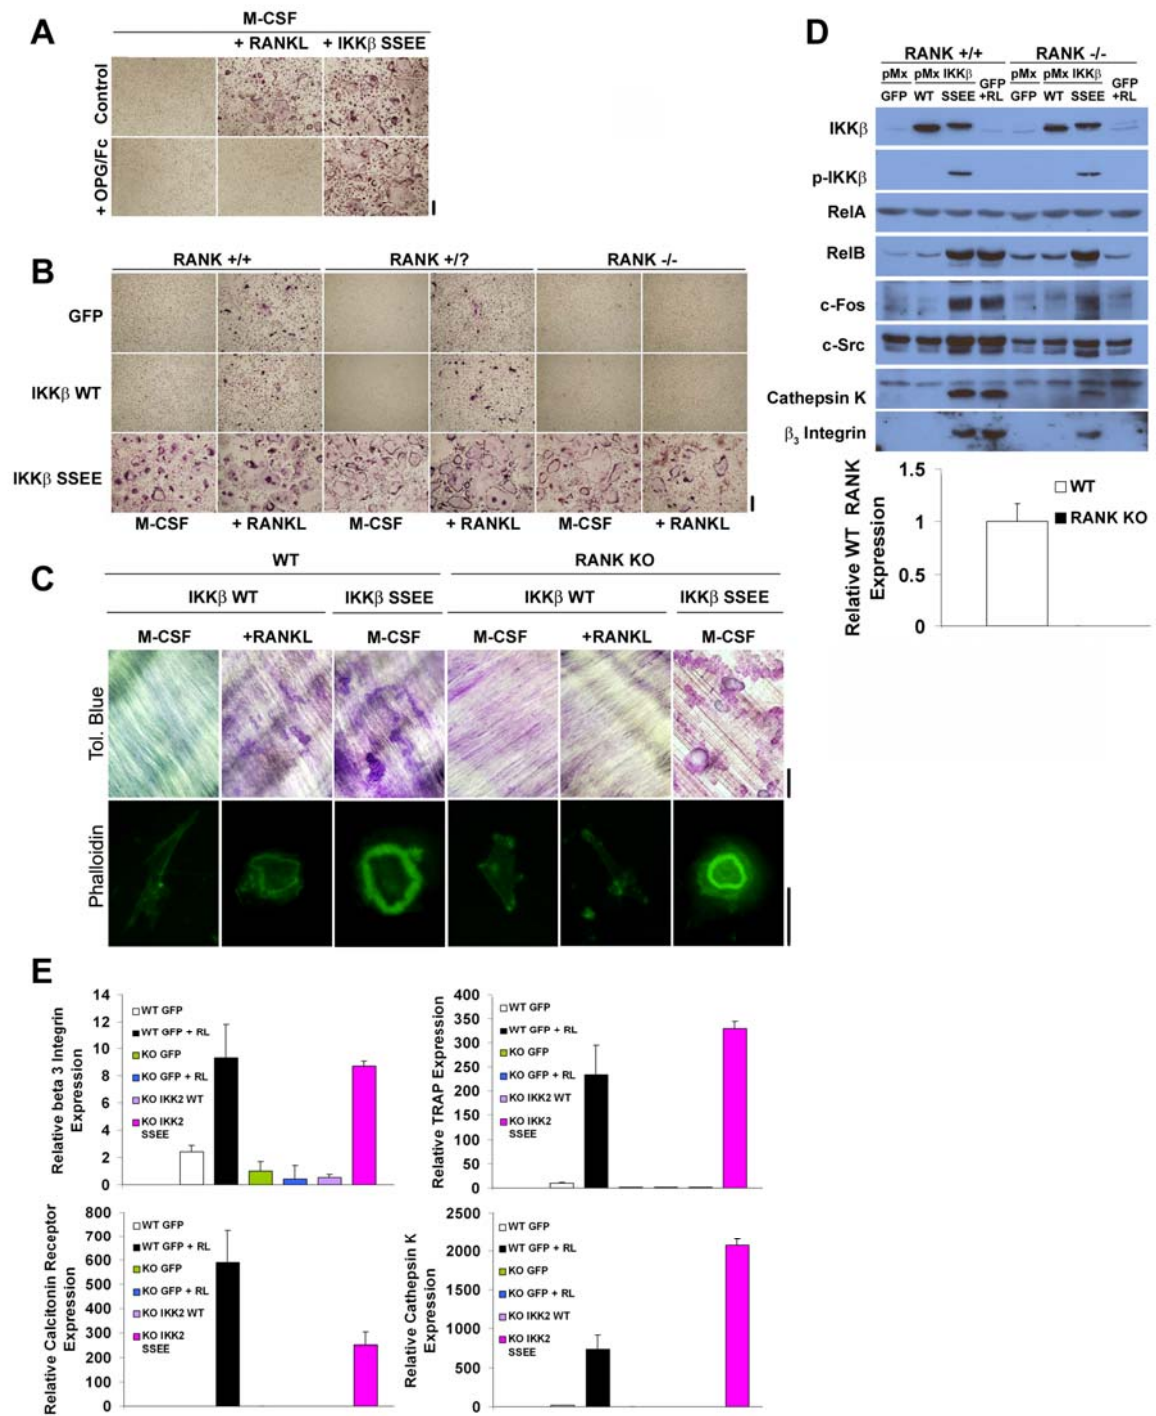 A
M-CSF
+ RANKL
+ IKKβ SSEE
Control
+ OPG/Fc
B
RANK +/+
RANK +/?
RANK -/-
GFP
IKKβ WT
IKKβ SSEE
M-CSF
+ RANKL
M-CSF
+ RANKL
M-CSF
+ RANKL
C
WT
RANK KO
IKKβ WT
IKKβ SSEE
IKKβ WT
IKKβ SSEE
M-CSF
+RANKL
M-CSF
M-CSF
+RANKL
M-CSF
Tol. Blue
Phalloidin
D
RANK +/+
RANK -/-
pMx
pMx IKKβ
GFP
pMx
pMx IKKβ
GFP
GFP
WT
SSEE
+RL
GFP
WT
SSEE
+RL
IKKβ
p-IKKβ
RelA
RelB
c-Fos
c-Src
Cathepsin K
β3 Integrin
Relative WT RANK
Expression
1.5
1
0.5
0
WT
RANK KO
E
Relative beta 3 Integrin
Expression
14
12
10
8
6
4
2
0
WT GFP
WT GFP + RL
KO GFP
KO GFP + RL
KO IKK2 WT
KO IKK2
SSEE
Relative TRAP Expression
400
350
300
250
200
150
100
50
0
WT GFP
WT GFP + RL
KO GFP
KO GFP + RL
KO IKK2 WT
KO IKK2
SSEE
Relative Calcitonin Receptor
Expression
800
700
600
500
400
300
200
100
0
WT GFP
WT GFP + RL
KO GFP
KO GFP + RL
KO IKK2 WT
KO IKK2
SSEE
Relative Cathepsin K
Expression
2500
2000
1500
1000
500
0
WT GFP
WT GFP + RL
KO GFP
KO GFP + RL
KO IKK2 WT
KO IKK2
SSEE